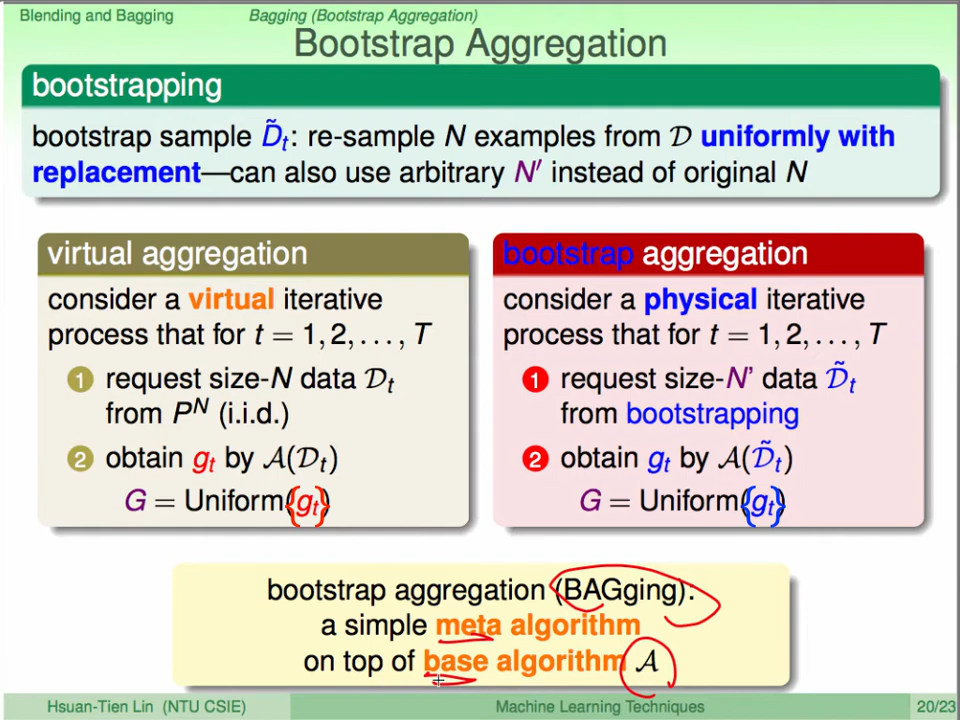 Blending and Bagging Bagging (Bootstrap Aggregation)
Bootstrap Aggregation
bootstrapping
bootstrap sample D̃t: re-sample N examples from D uniformly with
replacement—can also use arbitrary N′ instead of original N
virtual aggregation
consider a virtual iterative
process that for t = 1, 2, . . . , T
1 request size-N data Dt
from P^N (i.i.d.)
2 obtain gt by A(Dt)
G = Uniform({gt})
bootstrap aggregation
consider a physical iterative
process that for t = 1, 2, . . . , T
1 request size-N' data D̃t
from bootstrapping
2 obtain gt by A(D̃t)
G = Uniform({gt})
bootstrap aggregation (BAGging):
a simple meta algorithm
on top of base algorithm A
Hsuan-Tien Lin (NTU CSIE) Machine Learning Techniques 20/23